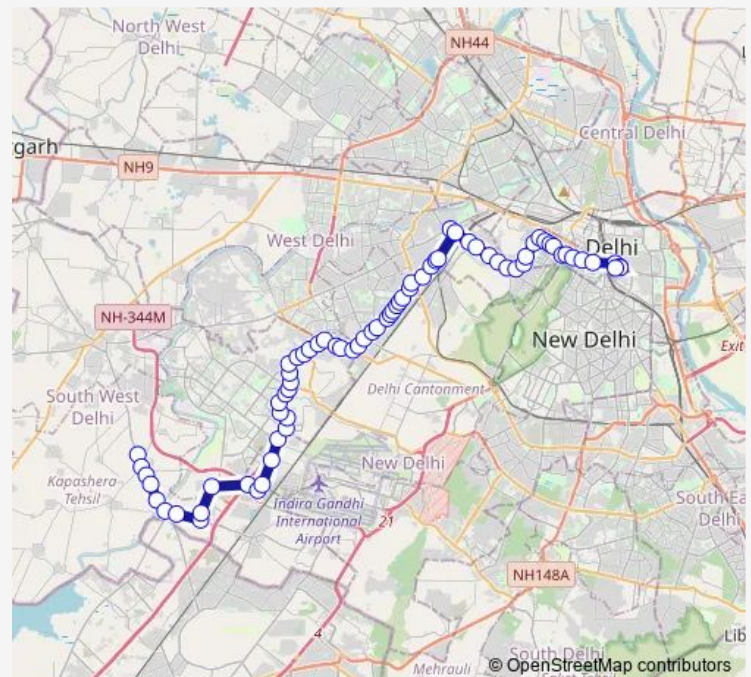 North West
Delhi
NH44
Central Delhi
garh
NH9
West Delhi
Delhi
NH-344M
New Delhi
Exit
South West
Delhi
Delhi Cantonment
Kapashera
Tehsil
New Delhi
Indira Gandhi
International
Airport
21
South Ea
Delhi
NH148A
4
Lib
South Delhi
Mehrauli
© OpenStreetMap contributors